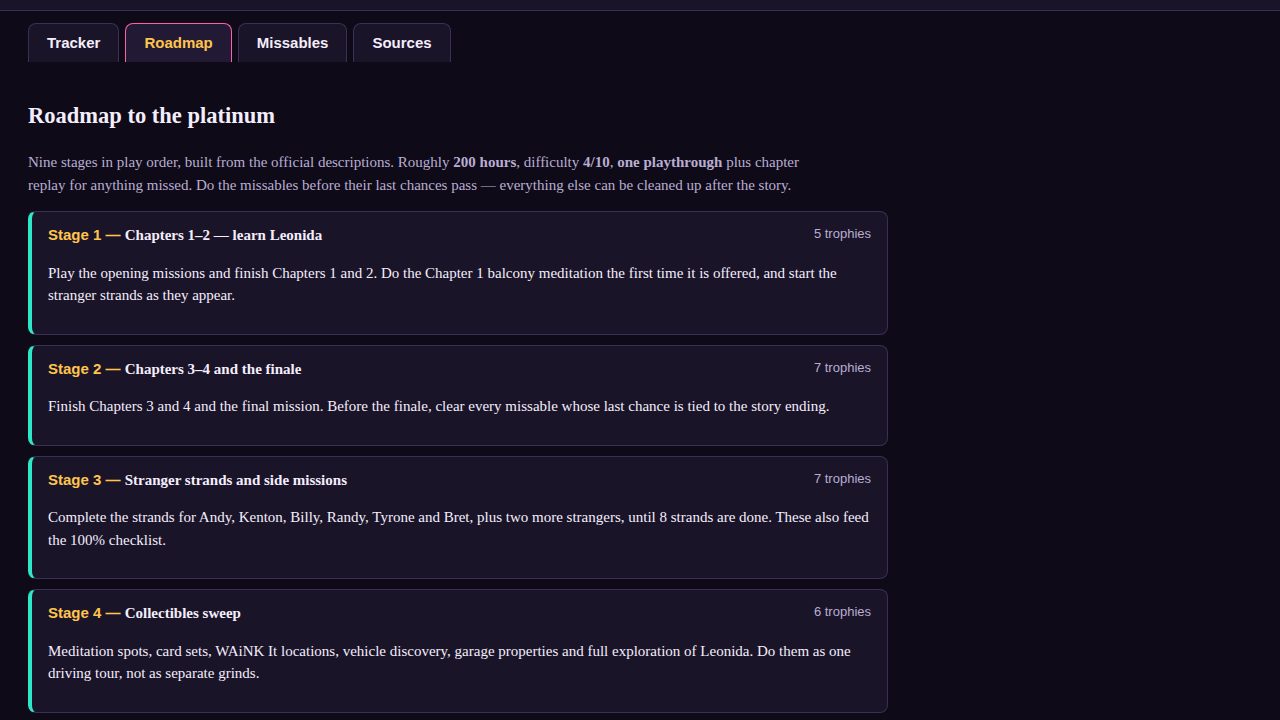 Tracker Roadmap Missables Sources
Roadmap to the platinum
Nine stages in play order, built from the official descriptions. Roughly 200 hours, difficulty 4/10, one playthrough plus chapter
replay for anything missed. Do the missables before their last chances pass — everything else can be cleaned up after the story.
Stage 1 — Chapters 1–2 — learn Leonida 5 trophies
Play the opening missions and finish Chapters 1 and 2. Do the Chapter 1 balcony meditation the first time it is offered, and start the
stranger strands as they appear.
Stage 2 — Chapters 3–4 and the finale 7 trophies
Finish Chapters 3 and 4 and the final mission. Before the finale, clear every missable whose last chance is tied to the story ending.
Stage 3 — Stranger strands and side missions 7 trophies
Complete the strands for Andy, Kenton, Billy, Randy, Tyrone and Bret, plus two more strangers, until 8 strands are done. These also feed
the 100% checklist.
Stage 4 — Collectibles sweep 6 trophies
Meditation spots, card sets, WAiNK It locations, vehicle discovery, garage properties and full exploration of Leonida. Do them as one
driving tour, not as separate grinds.